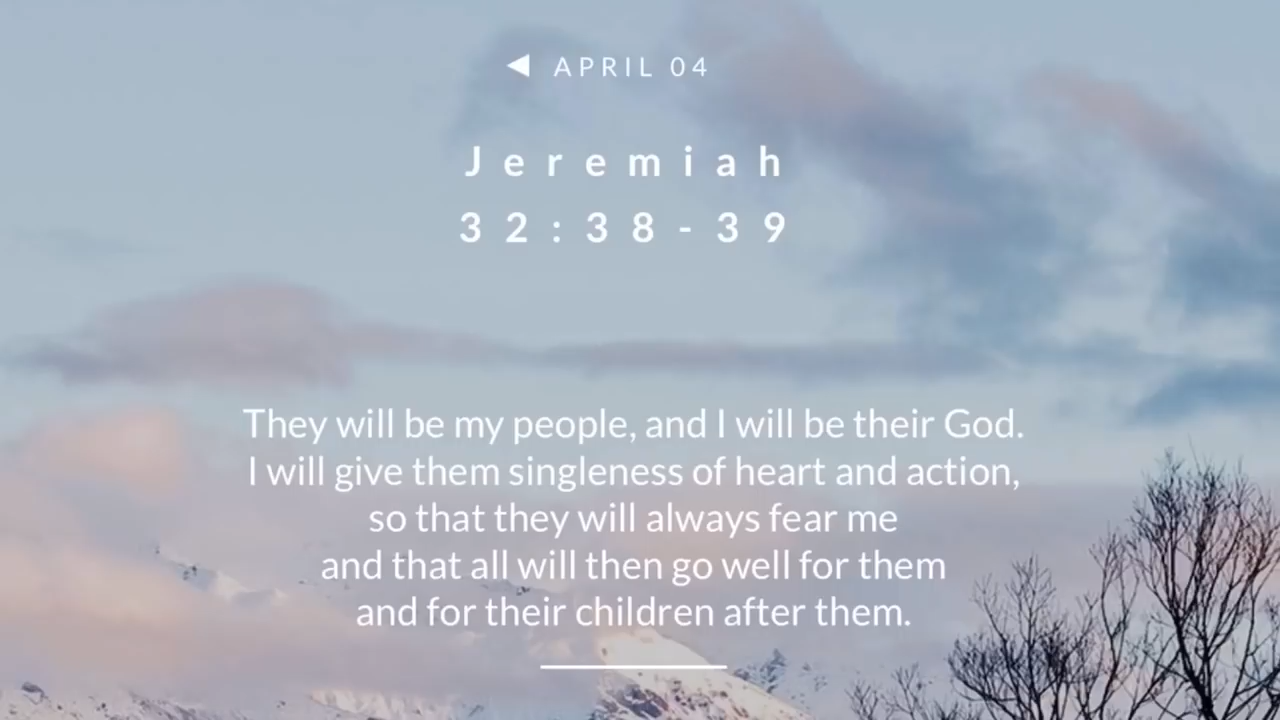 ◀ APRIL 04
Jeremiah
32:38-39
They will be my people, and I will be their God.
I will give them singleness of heart and action,
so that they will always fear me
and that all will then go well for them
and for their children after them.